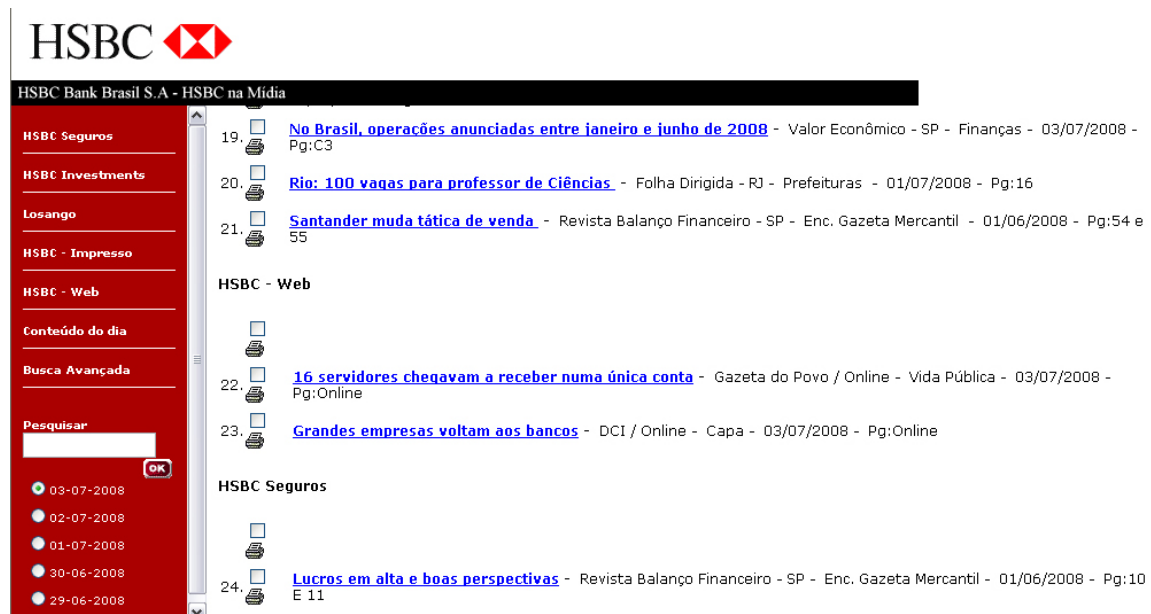 HSBC
HSBC Bank Brasil S.A - HSBC na Mídia
HSBC Seguros
HSBC Investments
Losango
HSBC - Impresso
HSBC - Web
Conteúdo do dia
Busca Avançada
Pesquisar
OK
03-07-2008
02-07-2008
01-07-2008
30-06-2008
29-06-2008
19. No Brasil, operações anunciadas entre janeiro e junho de 2008 - Valor Econômico - SP - Finanças - 03/07/2008 -
Pg:C3
20. Rio: 100 vagas para professor de Ciências - Folha Dirigida - RJ - Prefeituras - 01/07/2008 - Pg:16
21. Santander muda tática de venda - Revista Balanço Financeiro - SP - Enc. Gazeta Mercantil - 01/06/2008 - Pg:54 e
55
HSBC - Web
22. 16 servidores chegavam a receber numa única conta - Gazeta do Povo / Online - Vida Pública - 03/07/2008 -
Pg:Online
23. Grandes empresas voltam aos bancos - DCI / Online - Capa - 03/07/2008 - Pg:Online
HSBC Seguros
24. Lucros em alta e boas perspectivas - Revista Balanço Financeiro - SP - Enc. Gazeta Mercantil - 01/06/2008 - Pg:10
E 11